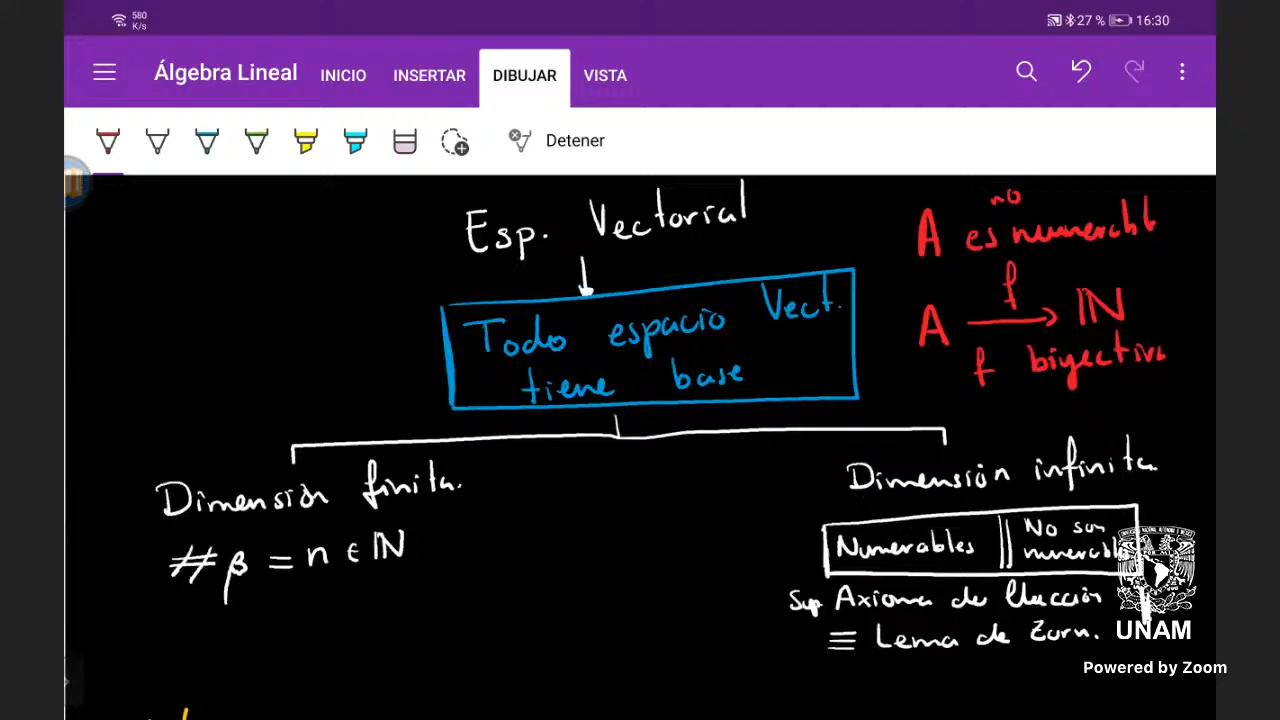 580
K/s
27 % 16:30
Álgebra Lineal INICIO INSERTAR DIBUJAR VISTA
Detener
Esp. Vectorial
Todo espacio Vect.
tiene base
no
A es numerabl
A f IN
f biyectiva
Dimensión finita.
# β = n ∈ IN
Dimensión infinita.
Numerables || No son
numerabl
Sup Axioma de Elección
≡ Lema de Zorn.
UNAM
Powered by Zoom